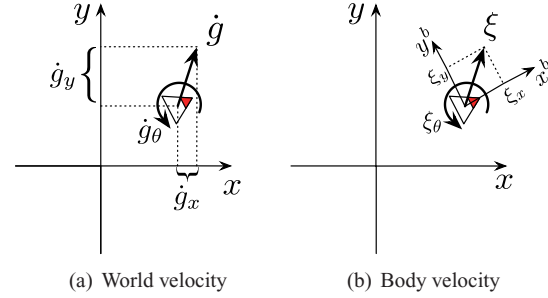 y
ġ
ġ_y
ġ_θ
x
ġ_x
(a) World velocity
y
ξ
y^b
x^b
ξ_y
ξ_x
ξ_θ
x
(b) Body velocity